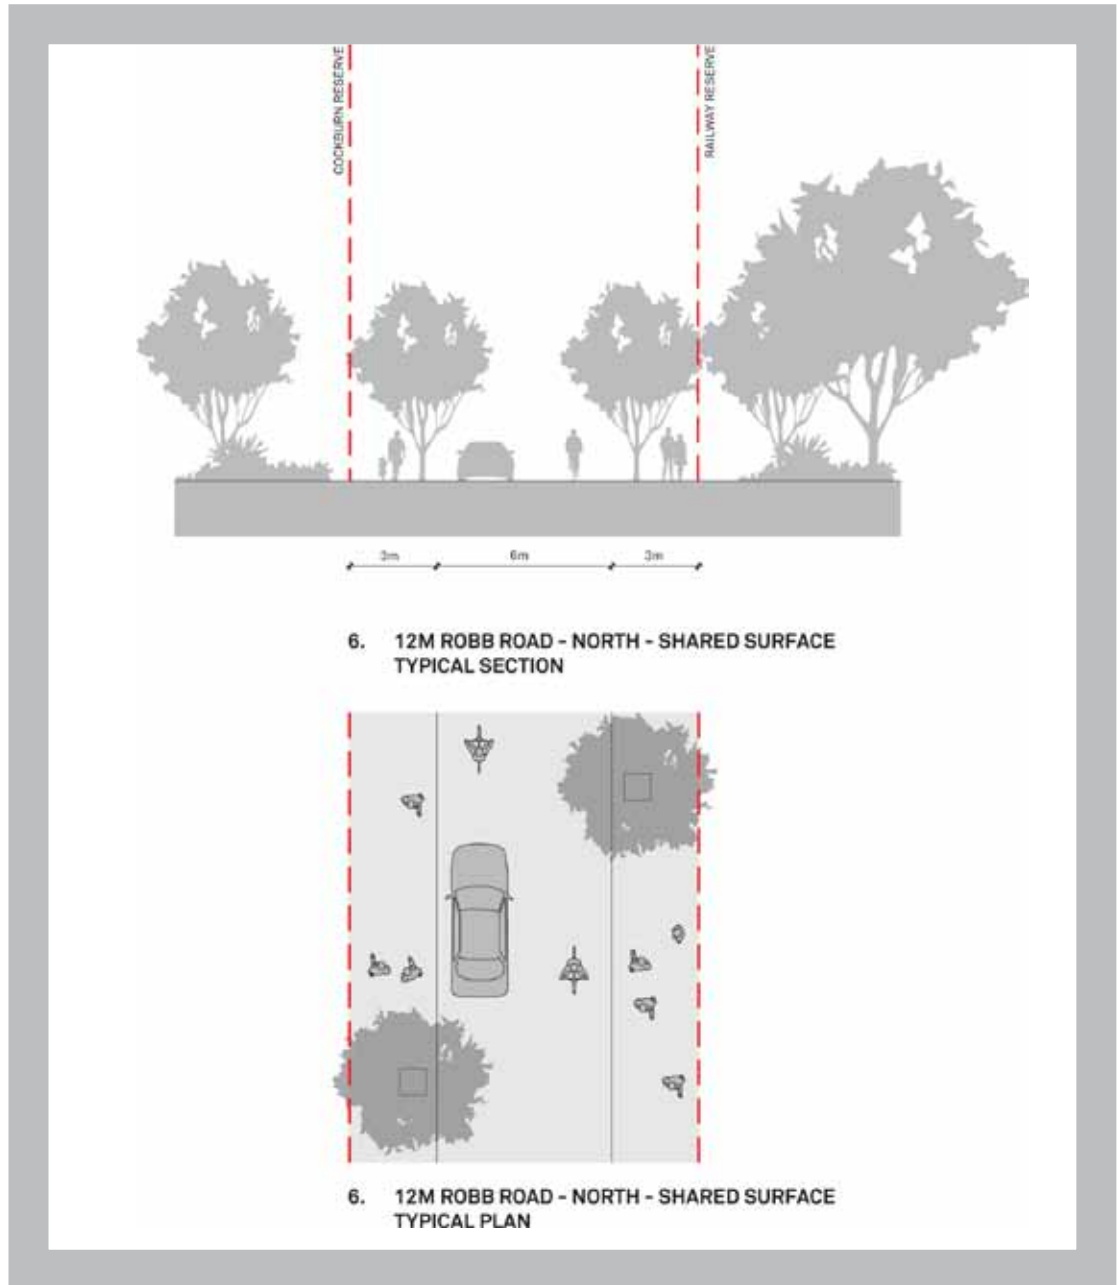 COCKBURN RESERVE
RAILWAY RESERVE
3m
6m
3m
6. 12M ROBB ROAD - NORTH - SHARED SURFACE
TYPICAL SECTION
6. 12M ROBB ROAD - NORTH - SHARED SURFACE
TYPICAL PLAN